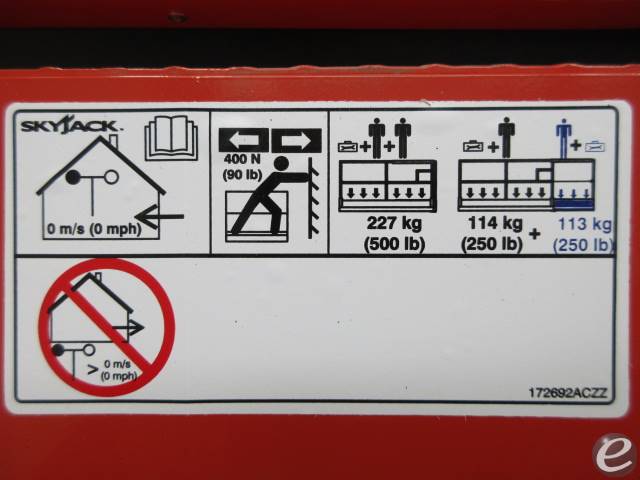 SKYJACK.
0 m/s (0 mph)
400 N
(90 lb)
227 kg
(500 lb)
114 kg
(250 lb)
+
113 kg
(250 lb)
> 0 m/s
(0 mph)
172692ACZZ
e